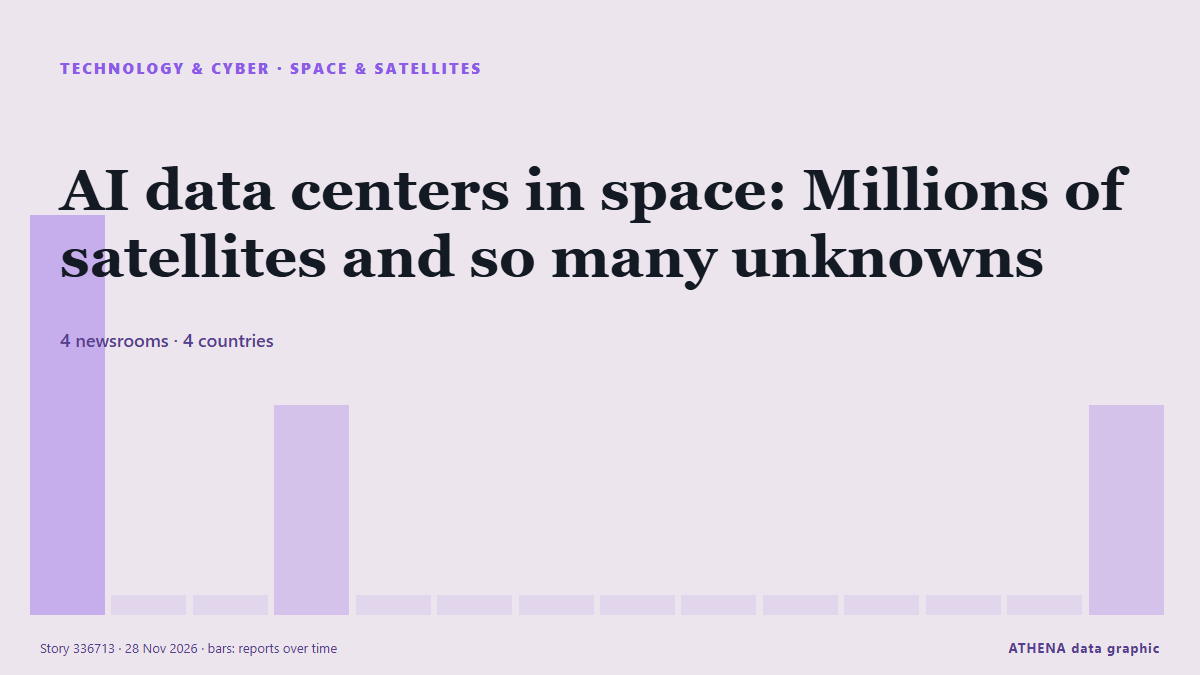 TECHNOLOGY & CYBER · SPACE & SATELLITES
AI data centers in space: Millions of
satellites and so many unknowns
4 newsrooms · 4 countries
Story 336713 · 28 Nov 2026 · bars: reports over time
ATHENA data graphic